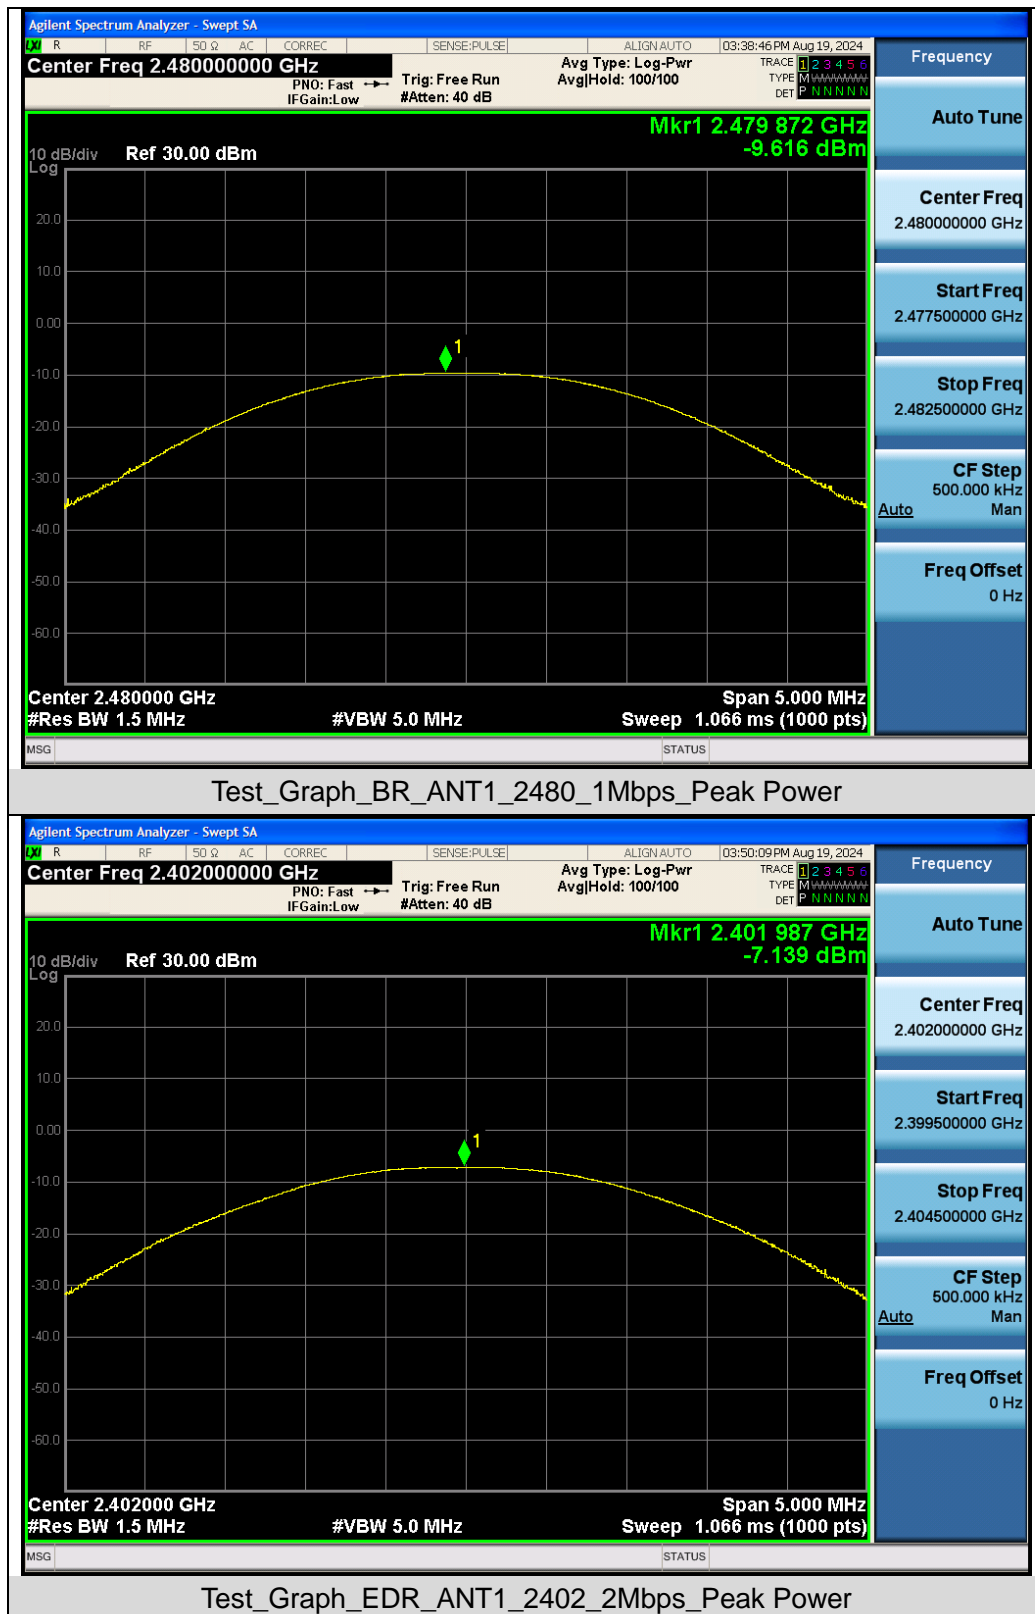 Agilent Spectrum Analyzer - Swept SA
LXI R RF 50 Ω AC CORREC SENSE:PULSE ALIGN AUTO 03:38:46 PM Aug 19, 2024
Center Freq 2.480000000 GHz
PNO: Fast
IFGain:Low
Trig: Free Run
#Atten: 40 dB
Avg Type: Log-Pwr
Avg|Hold: 100/100
TRACE 1 2 3 4 5 6
TYPE M WWWWW
DET P N N N N N
Frequency
Auto Tune
Mkr1 2.479 872 GHz
-9.616 dBm
10 dB/div Ref 30.00 dBm
Log
20.0
10.0
0.00
-10.0
-20.0
-30.0
-40.0
-50.0
-60.0
1
Center Freq
2.480000000 GHz
Start Freq
2.477500000 GHz
Stop Freq
2.482500000 GHz
CF Step
500.000 kHz
Auto Man
Freq Offset
0 Hz
Center 2.480000 GHz Span 5.000 MHz
#Res BW 1.5 MHz #VBW 5.0 MHz Sweep 1.066 ms (1000 pts)
MSG STATUS
Test_Graph_BR_ANT1_2480_1Mbps_Peak Power
Agilent Spectrum Analyzer - Swept SA
LXI R RF 50 Ω AC CORREC SENSE:PULSE ALIGN AUTO 03:50:09 PM Aug 19, 2024
Center Freq 2.402000000 GHz
PNO: Fast
IFGain:Low
Trig: Free Run
#Atten: 40 dB
Avg Type: Log-Pwr
Avg|Hold: 100/100
TRACE 1 2 3 4 5 6
TYPE M WWWWW
DET P N N N N N
Frequency
Auto Tune
Mkr1 2.401 987 GHz
-7.139 dBm
10 dB/div Ref 30.00 dBm
Log
20.0
10.0
0.00
-10.0
-20.0
-30.0
-40.0
-50.0
-60.0
1
Center Freq
2.402000000 GHz
Start Freq
2.399500000 GHz
Stop Freq
2.404500000 GHz
CF Step
500.000 kHz
Auto Man
Freq Offset
0 Hz
Center 2.402000 GHz Span 5.000 MHz
#Res BW 1.5 MHz #VBW 5.0 MHz Sweep 1.066 ms (1000 pts)
MSG STATUS
Test_Graph_EDR_ANT1_2402_2Mbps_Peak Power